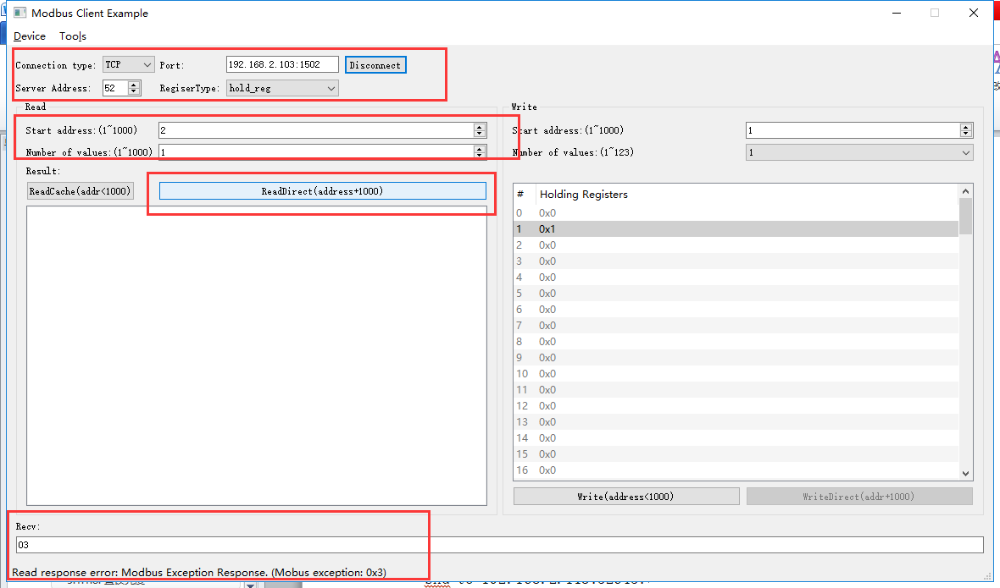 Modbus Client Example
Device Tools
Connection type: TCP Port: 192.168.2.103:1502 Disconnect
Server Address: 52 RegiserType: hold_reg
Read
Start address:(1~1000) 2
Number of values:(1~1000) 1
Result:
ReadCache(addr<1000) ReadDirect(address+1000)
Write
Start address:(1~1000) 1
Number of values:(1~123) 1
# Holding Registers
0 0x0
1 0x1
2 0x0
3 0x0
4 0x0
5 0x0
6 0x0
7 0x0
8 0x0
9 0x0
10 0x0
11 0x0
12 0x0
13 0x0
14 0x0
15 0x0
16 0x0
Write(address<1000) WriteDirect(addr+1000)
Recv:
03
Read response error: Modbus Exception Response. (Mobus exception: 0x3)